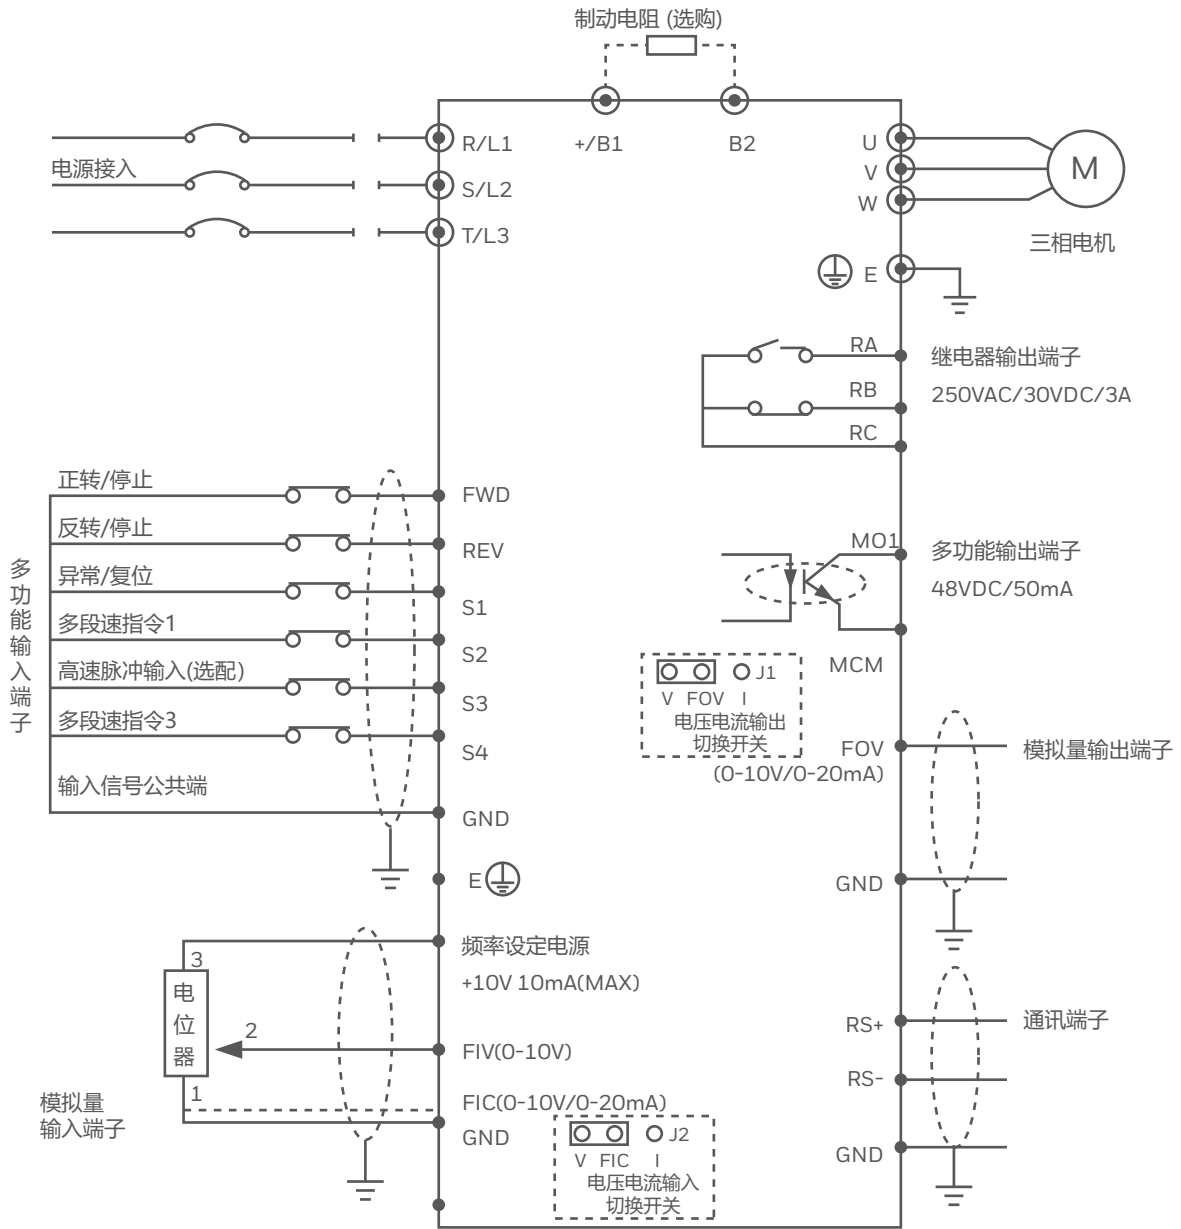 制动电阻 (选购)
+/B1
B2
R/L1
电源接入
S/L2
T/L3
U
V
W
M
三相电机
E
RA
继电器输出端子
RB
250VAC/30VDC/3A
RC
多功能输入端子
正转/停止
FWD
反转/停止
REV
异常/复位
S1
多段速指令1
S2
高速脉冲输入(选配)
S3
多段速指令3
S4
输入信号公共端
GND
E
MO1
多功能输出端子
48VDC/50mA
MCM
J1
V FOV I
电压电流输出
切换开关
FOV
(0-10V/0-20mA)
模拟量输出端子
GND
3
频率设定电源
+10V 10mA(MAX)
电位器
2
FIV(0-10V)
1
模拟量
输入端子
FIC(0-10V/0-20mA)
GND
J2
V FIC I
电压电流输入
切换开关
RS+
通讯端子
RS-
GND